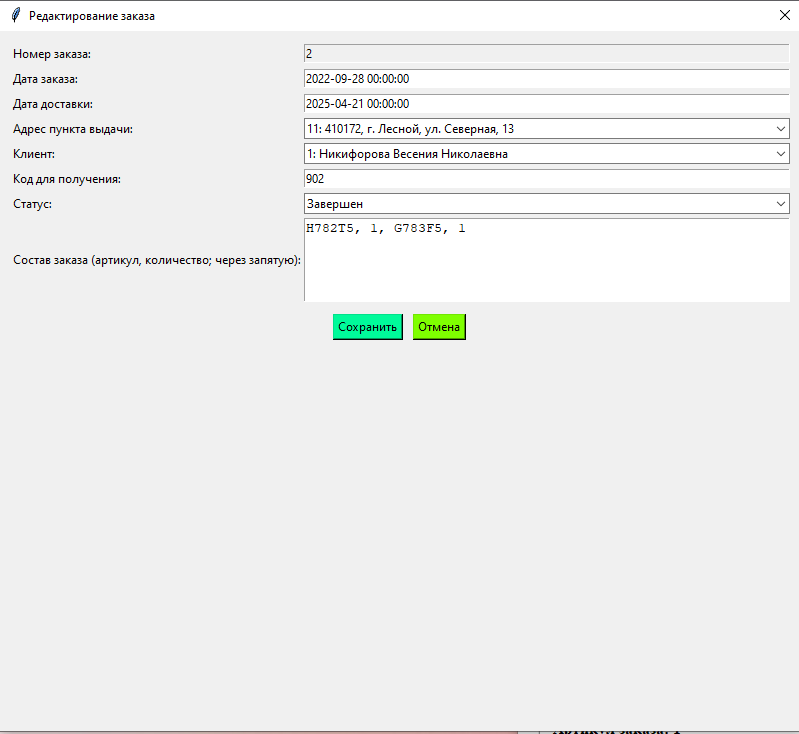 Редактирование заказа
Номер заказа: 2
Дата заказа: 2022-09-28 00:00:00
Дата доставки: 2025-04-21 00:00:00
Адрес пункта выдачи: 11: 410172, г. Лесной, ул. Северная, 13
Клиент: 1: Никифорова Весения Николаевна
Код для получения: 902
Статус: Завершен
H782T5, 1, G783F5, 1
Состав заказа (артикул, количество; через запятую):
Сохранить Отмена